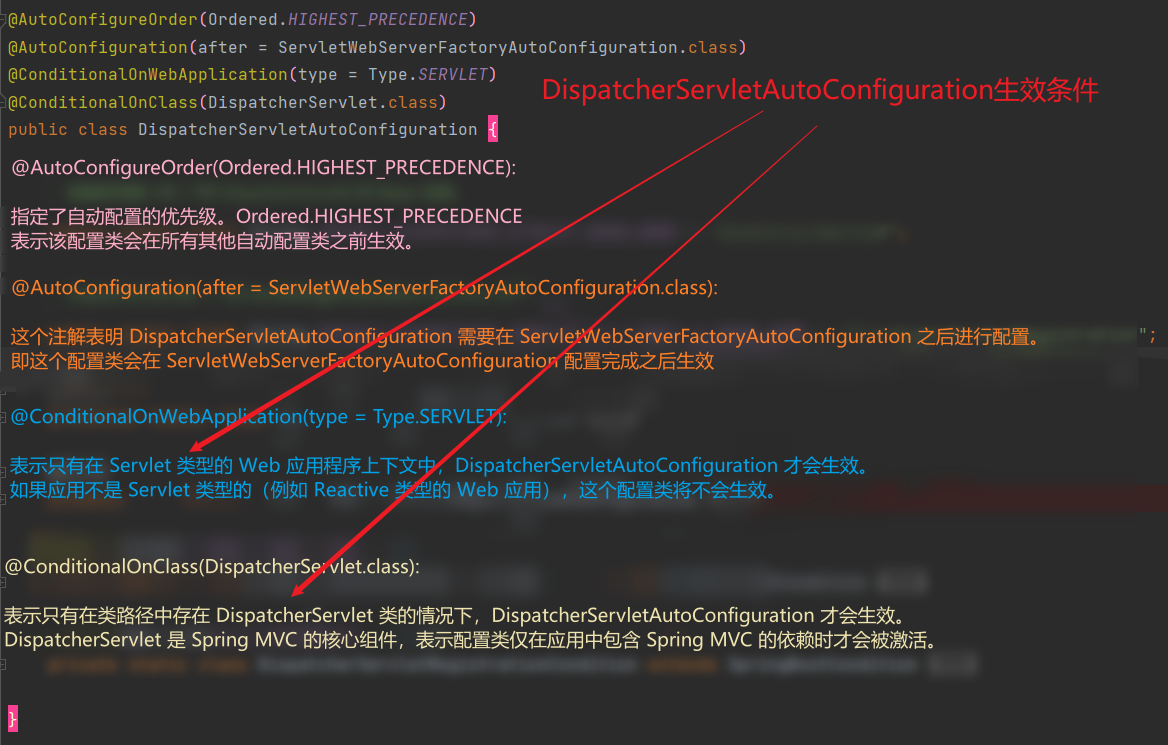 @AutoConfigureOrder(Ordered.HIGHEST_PRECEDENCE)
@AutoConfiguration(after = ServletWebServerFactoryAutoConfiguration.class)
@ConditionalOnWebApplication(type = Type.SERVLET)
@ConditionalOnClass(DispatcherServlet.class)
DispatcherServletAutoConfiguration生效条件
public class DispatcherServletAutoConfiguration {
@AutoConfigureOrder(Ordered.HIGHEST_PRECEDENCE):
指定了自动配置的优先级。Ordered.HIGHEST_PRECEDENCE
表示该配置类会在所有其他自动配置类之前生效。
@AutoConfiguration(after = ServletWebServerFactoryAutoConfiguration.class):
这个注解表明 DispatcherServletAutoConfiguration 需要在 ServletWebServerFactoryAutoConfiguration 之后进行配置。
";
即这个配置类会在 ServletWebServerFactoryAutoConfiguration 配置完成之后生效
@ConditionalOnWebApplication(type = Type.SERVLET):
表示只有在 Servlet 类型的 Web 应用程序上下文中，DispatcherServletAutoConfiguration 才会生效。
如果应用不是 Servlet 类型的（例如 Reactive 类型的 Web 应用），这个配置类将不会生效。
@ConditionalOnClass(DispatcherServlet.class):
表示只有在类路径中存在 DispatcherServlet 类的情况下，DispatcherServletAutoConfiguration 才会生效。
DispatcherServlet 是 Spring MVC 的核心组件，表示配置类仅在应用中包含 Spring MVC 的依赖时才会被激活。
}